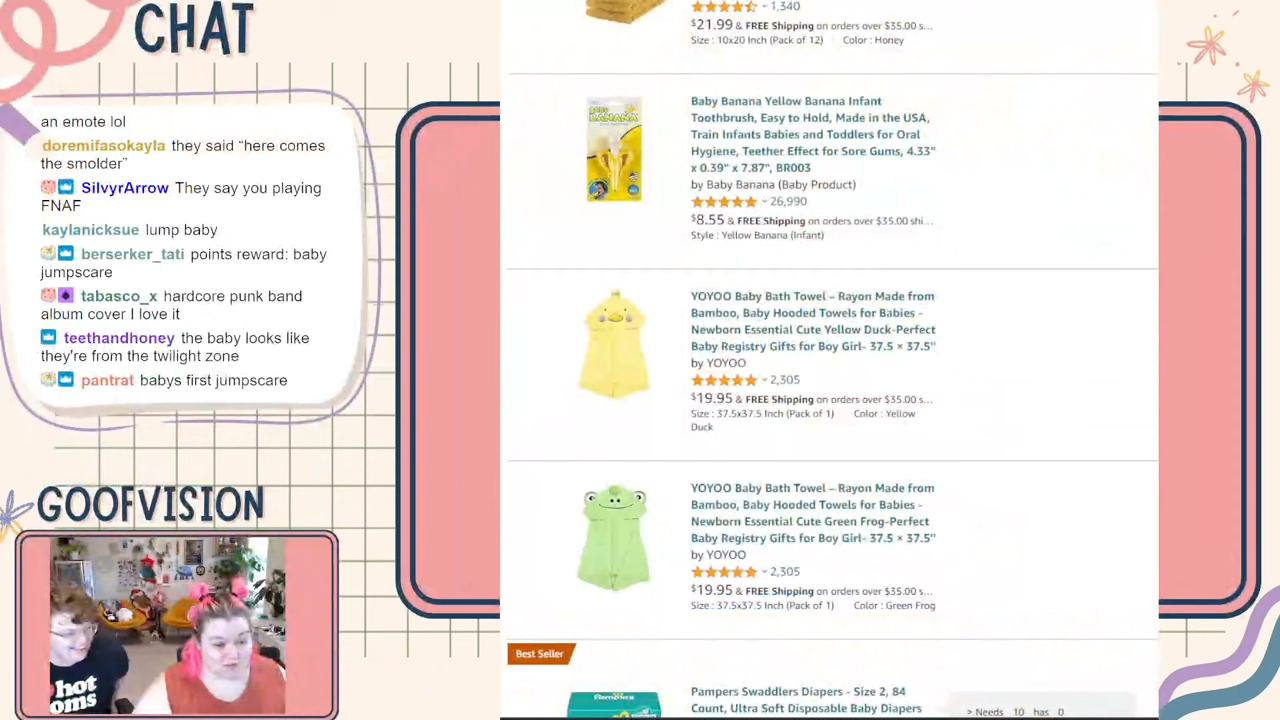 CHAT
an emote lol
doremifasokayla they said “here comes
the smolder”
SilvyrArrow They say you playing
FNAF
kaylanicksue lump baby
berserker_tati points reward: baby
jumpscare
tabasco_x hardcore punk band
album cover I love it
teethandhoney the baby looks like
they're from the twilight zone
pantrat babys first jumpscare
GOOFVISION
hot
oms
1,340
$21.99 & FREE Shipping on orders over $35.00 s...
Size : 10x20 Inch (Pack of 12) Color : Honey
BANANA
Baby Banana Yellow Banana Infant
Toothbrush, Easy to Hold, Made in the USA,
Train Infants Babies and Toddlers for Oral
Hygiene, Teether Effect for Sore Gums, 4.33"
x 0.39" x 7.87", BR003
by Baby Banana (Baby Product)
26,990
$8.55 & FREE Shipping on orders over $35.00 shi...
Style : Yellow Banana (Infant)
YOYOO Baby Bath Towel – Rayon Made from
Bamboo, Baby Hooded Towels for Babies -
Newborn Essential Cute Yellow Duck-Perfect
Baby Registry Gifts for Boy Girl- 37.5 × 37.5"
by YOYOO
2,305
$19.95 & FREE Shipping on orders over $35.00 s...
Size : 37.5x37.5 Inch (Pack of 1) Color : Yellow
Duck
YOYOO Baby Bath Towel – Rayon Made from
Bamboo, Baby Hooded Towels for Babies -
Newborn Essential Cute Green Frog-Perfect
Baby Registry Gifts for Boy Girl- 37.5 × 37.5"
by YOYOO
2,305
$19.95 & FREE Shipping on orders over $35.00 s...
Size : 37.5x37.5 Inch (Pack of 1) Color : Green Frog
Best Seller
Pampers
Pampers Swaddlers Diapers - Size 2, 84
Count, Ultra Soft Disposable Baby Diapers
> Needs 10 has 0